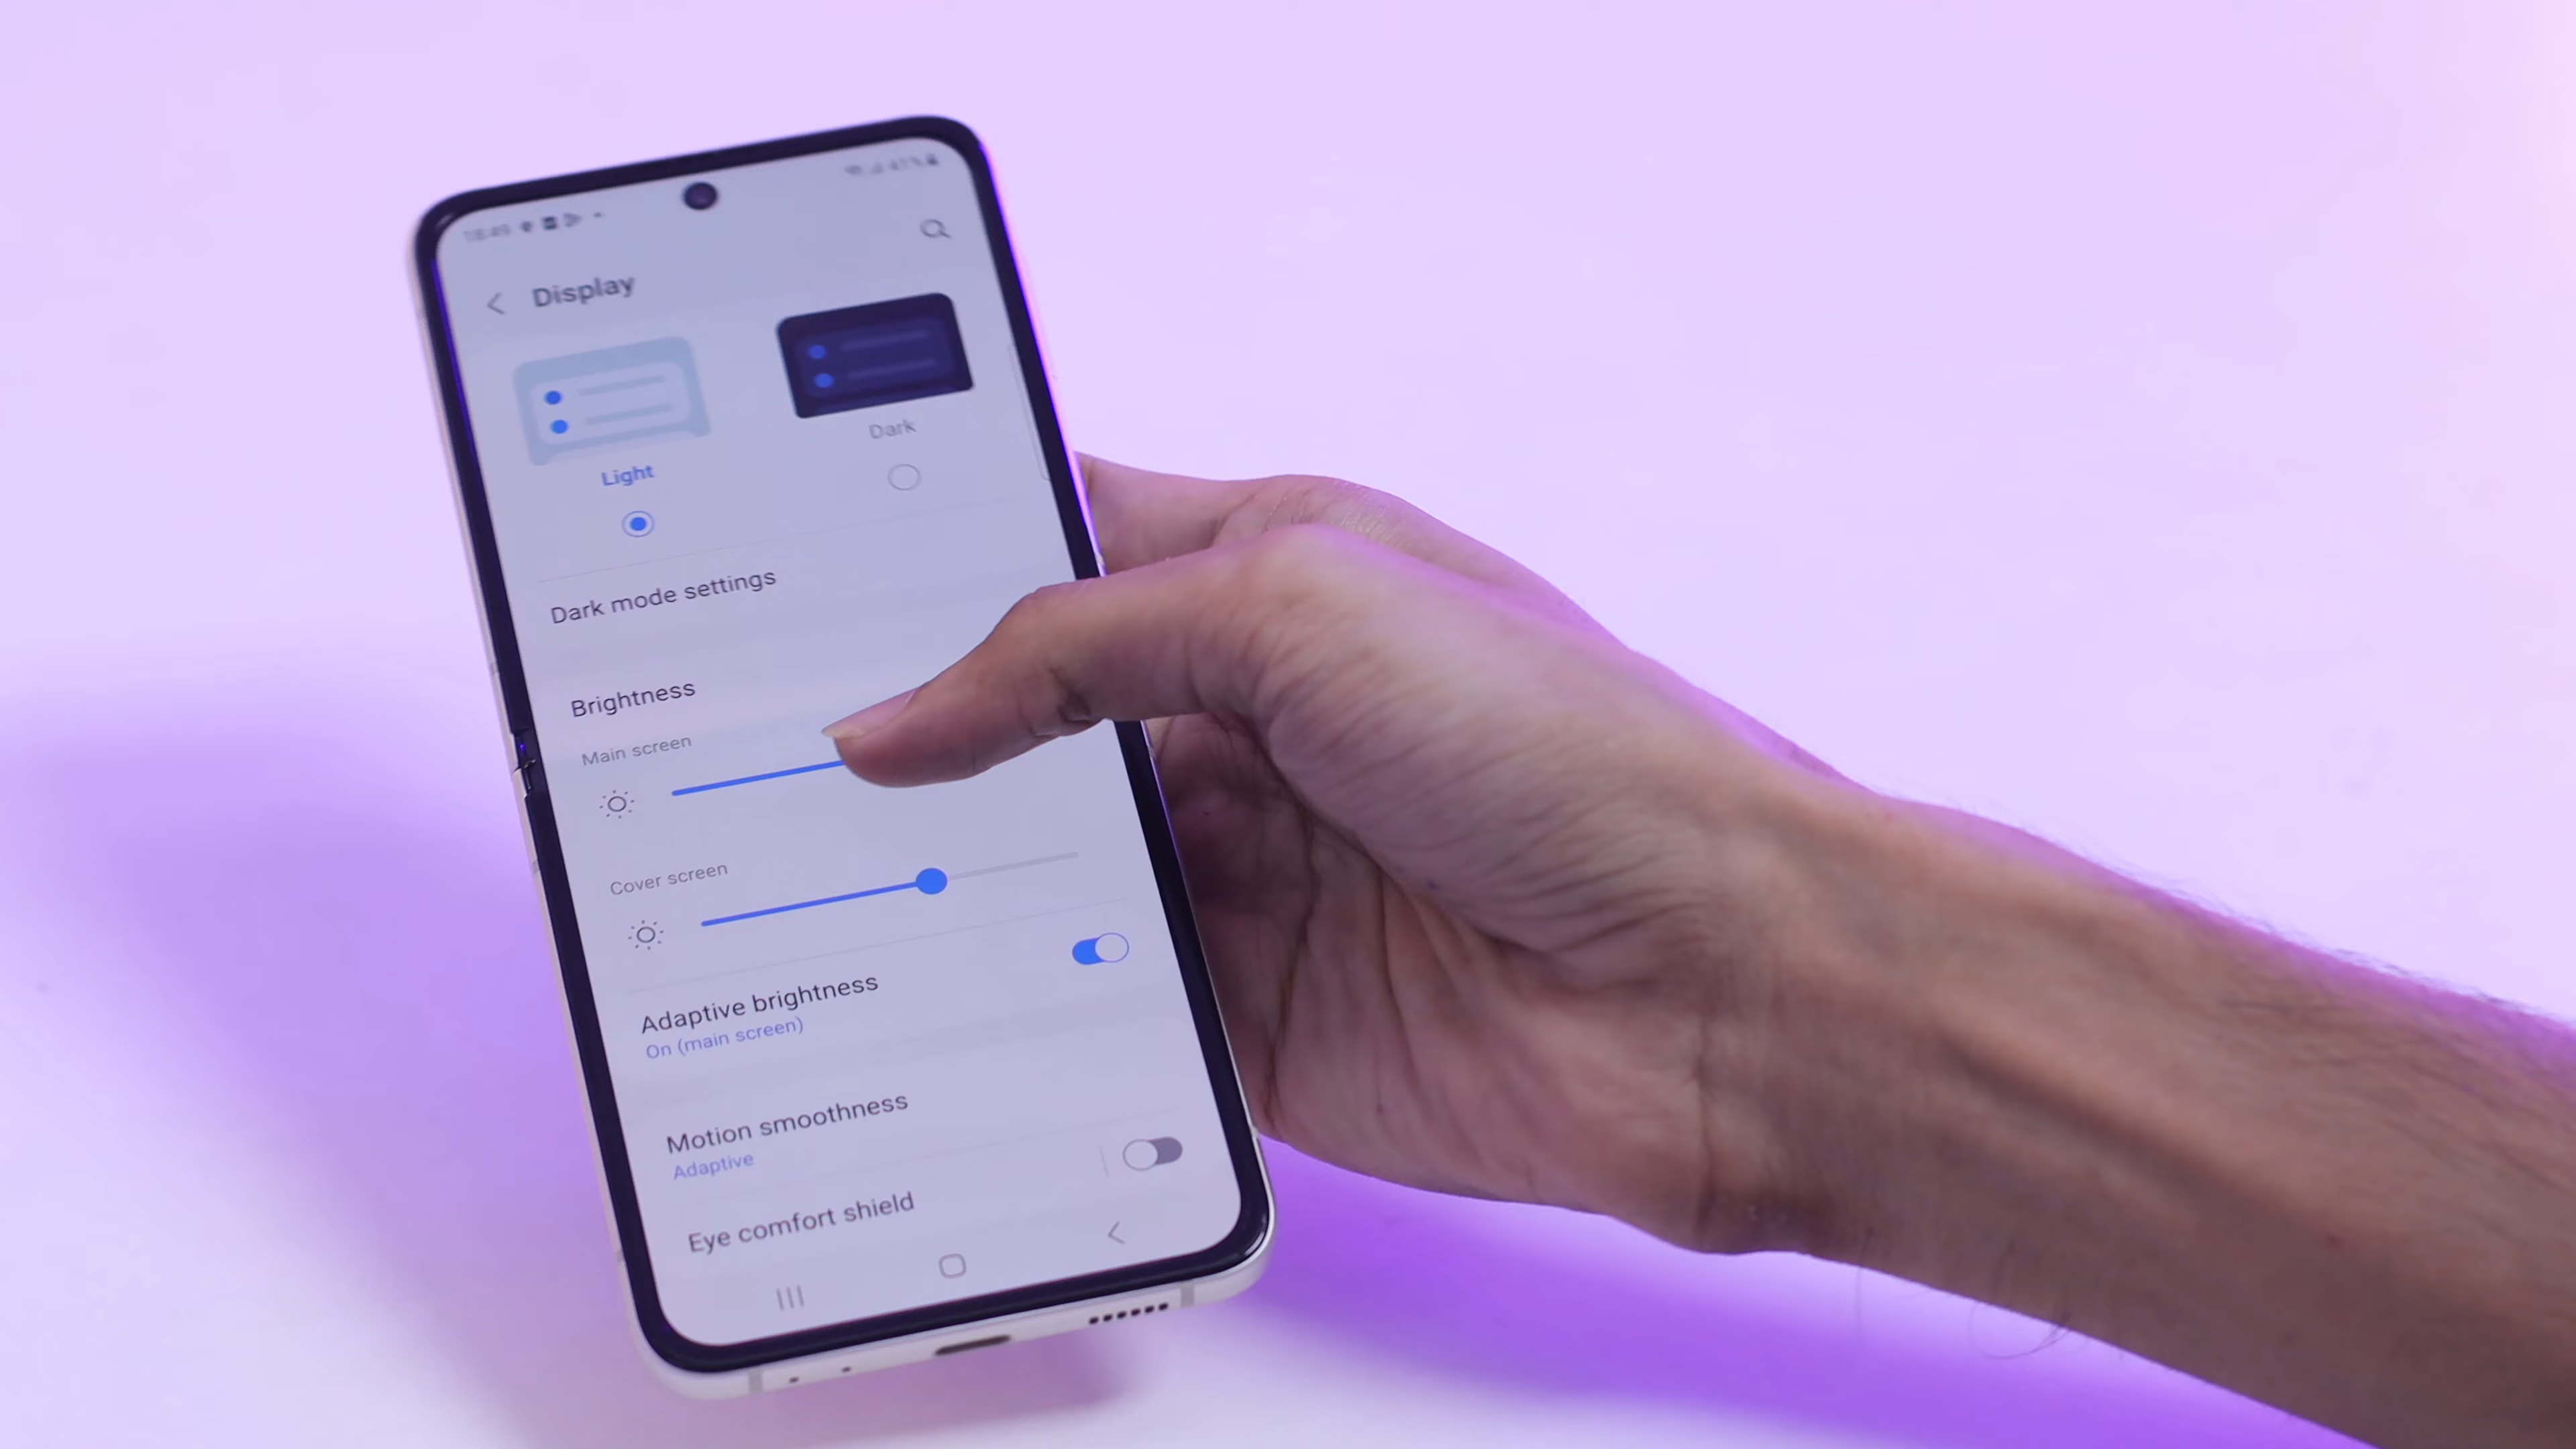 Display
Light
Dark
Dark mode settings
Brightness
Main screen
Cover screen
Adaptive brightness
On (main screen)
Motion smoothness
Adaptive
Eye comfort shield